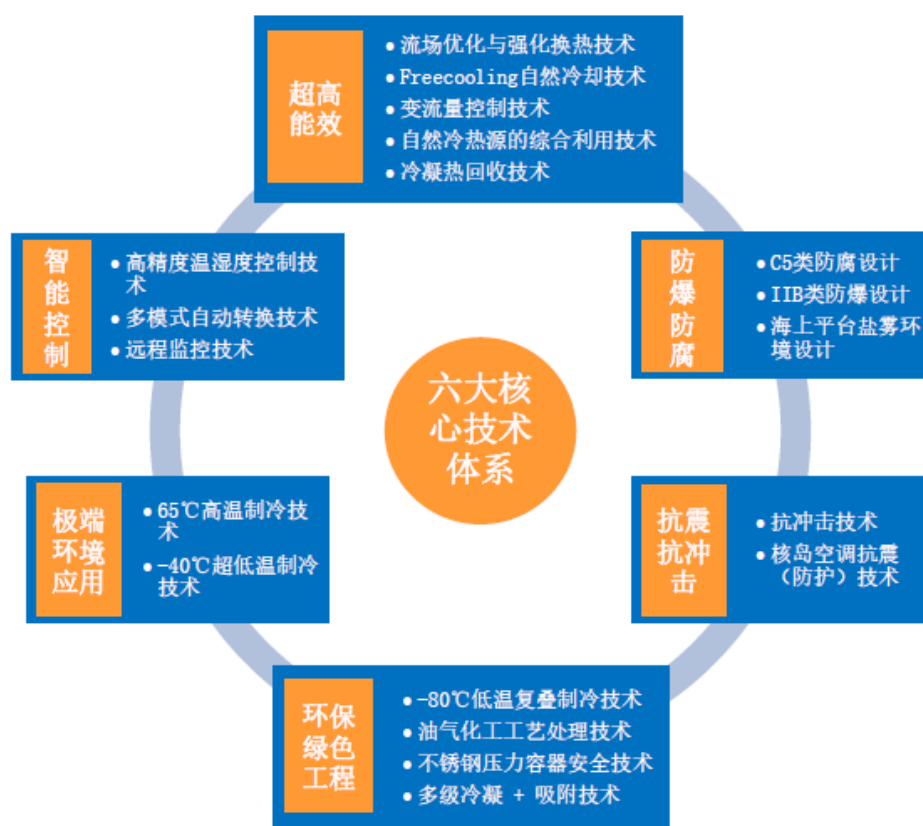 超高
能效
• 流场优化与强化换热技术
• Freecooling自然冷却技术
• 变流量控制技术
• 自然冷热源的综合利用技术
• 冷凝热回收技术
智
能
控
制
• 高精度温湿度控制技
术
• 多模式自动转换技术
• 远程监控技术
防
爆
防
腐
• C5类防腐设计
• IIB类防爆设计
• 海上平台盐雾环
境设计
六大核
心技术
体系
极端
环境
应用
• 65℃高温制冷技
术
• -40℃超低温制冷
技术
抗震
抗冲
击
• 抗冲击技术
• 核岛空调抗震
（防护）技术
环保
绿色
工程
• -80℃低温复叠制冷技术
• 油气化工工艺处理技术
• 不锈钢压力容器安全技术
• 多级冷凝 + 吸附技术